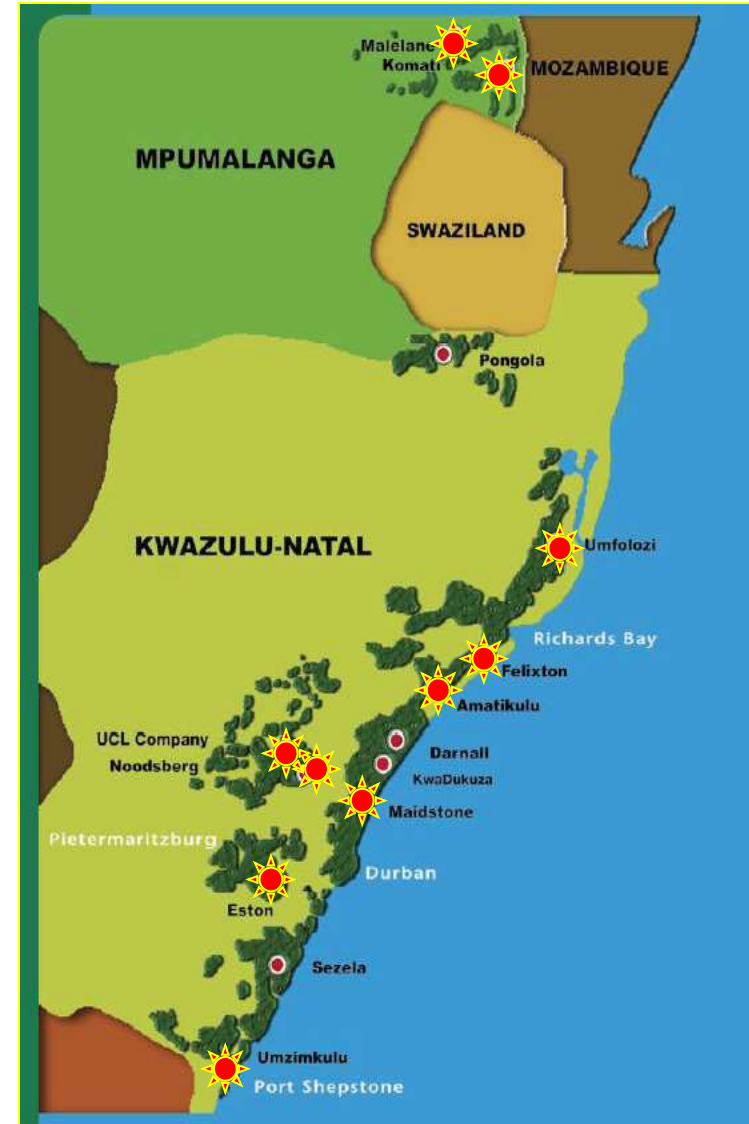 Malelane
Komati
MOZAMBIQUE
MPUMALANGA
SWAZILAND
Pongola
KWAZULU-NATAL
Umfolozi
Richards Bay
Felixton
Amatikulu
UCL Company
Darnall
Noodsberg
KwaDukuza
Maidstone
Pietermaritzburg
Durban
Eston
Sezela
Umzimkulu
Port Shepstone